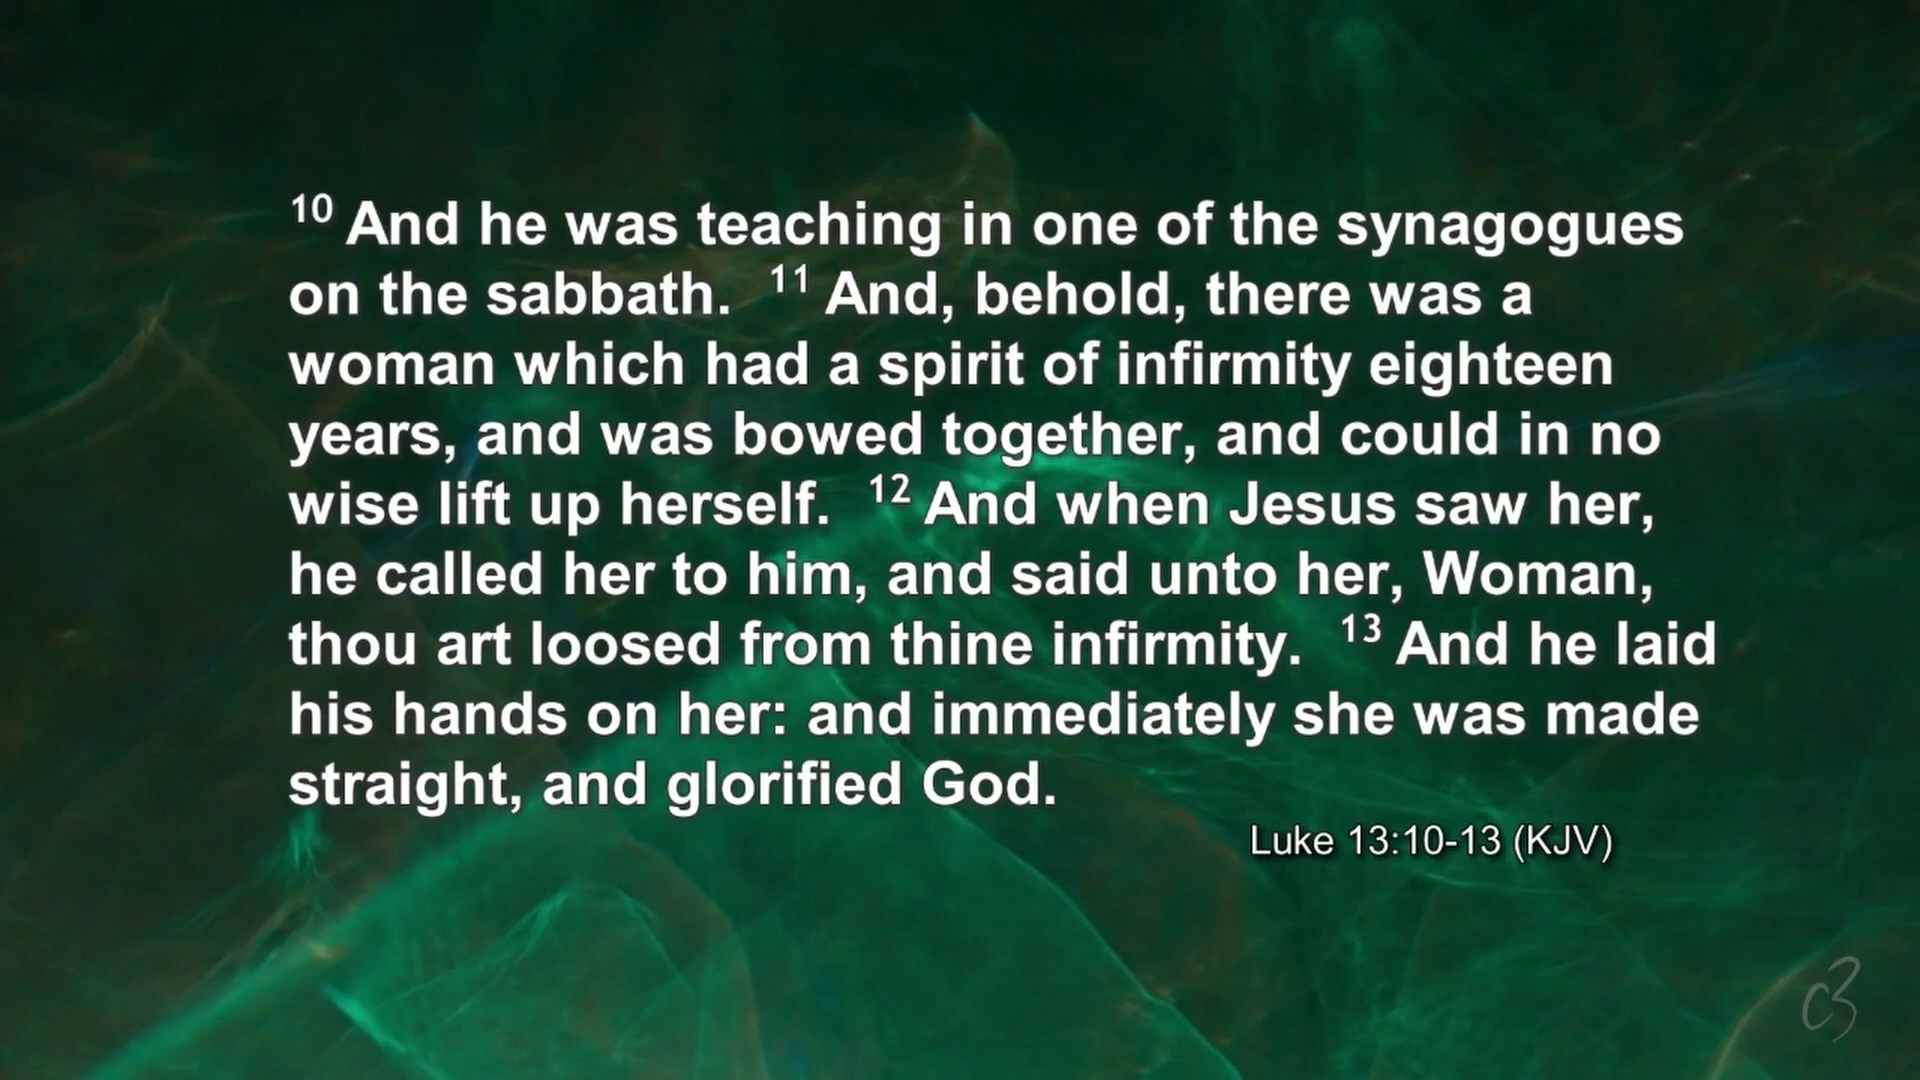 10 And he was teaching in one of the synagogues
on the sabbath. 11 And, behold, there was a
woman which had a spirit of infirmity eighteen
years, and was bowed together, and could in no
wise lift up herself. 12 And when Jesus saw her,
he called her to him, and said unto her, Woman,
thou art loosed from thine infirmity. 13 And he laid
his hands on her: and immediately she was made
straight, and glorified God.
Luke 13:10-13 (KJV)
c3